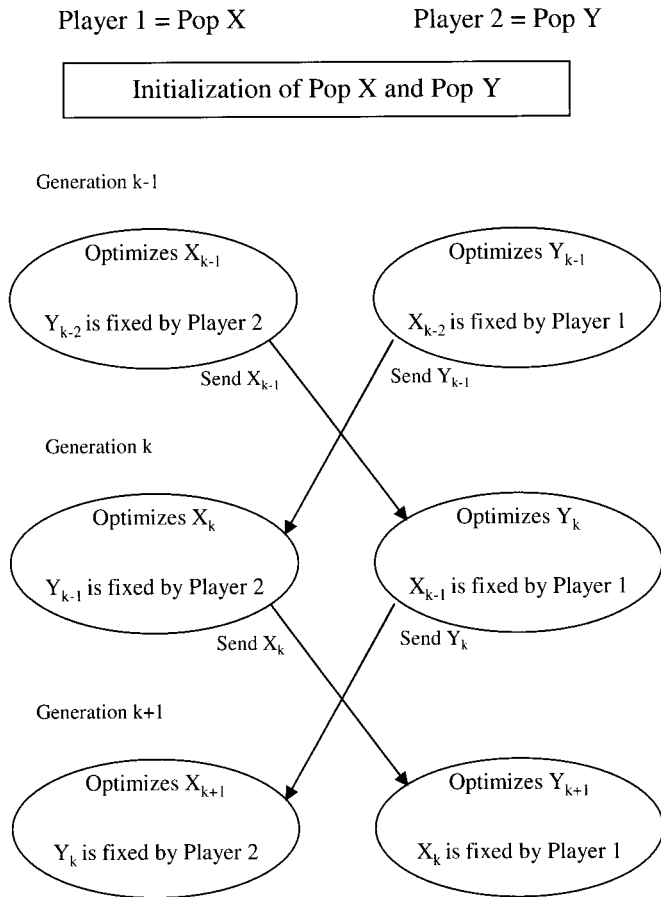 Player 1 = Pop X
Player 2 = Pop Y
Initialization of Pop X and Pop Y
Generation k-1
Optimizes X_{k-1}
Y_{k-2} is fixed by Player 2
Optimizes Y_{k-1}
X_{k-2} is fixed by Player 1
Send X_{k-1}
Send Y_{k-1}
Generation k
Optimizes X_k
Y_{k-1} is fixed by Player 2
Optimizes Y_k
X_{k-1} is fixed by Player 1
Send X_k
Send Y_k
Generation k+1
Optimizes X_{k+1}
Y_k is fixed by Player 2
Optimizes Y_{k+1}
X_k is fixed by Player 1